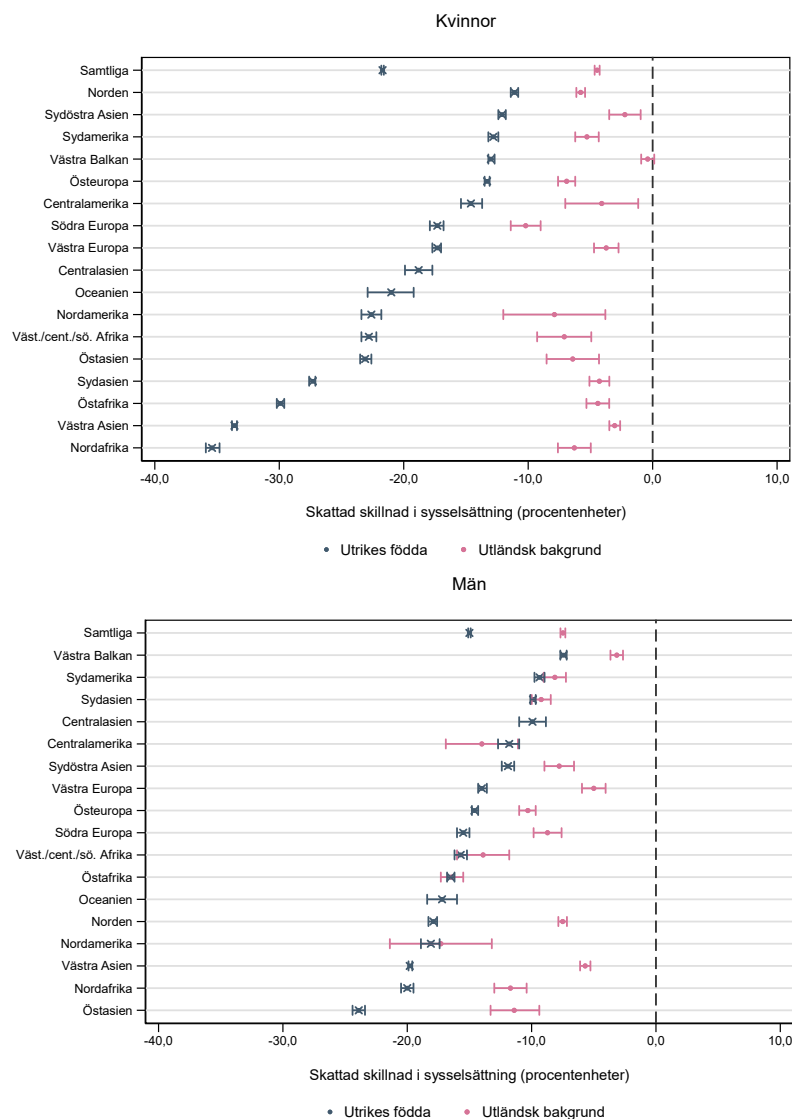 Kvinnor
Samtliga
Norden
Sydöstra Asien
Sydamerika
Västra Balkan
Östeuropa
Centralamerika
Södra Europa
Västra Europa
Centralasien
Oceanien
Nordamerika
Väst./cent./sö. Afrika
Östasien
Sydasien
Östafrika
Västra Asien
Nordafrika
-40,0 -30,0 -20,0 -10,0 0,0 10,0
Skattad skillnad i sysselsättning (procentenheter)
Utrikes födda Utländsk bakgrund
Män
Samtliga
Västra Balkan
Sydamerika
Sydasien
Centralasien
Centralamerika
Sydöstra Asien
Västra Europa
Östeuropa
Södra Europa
Väst./cent./sö. Afrika
Östafrika
Oceanien
Norden
Nordamerika
Västra Asien
Nordafrika
Östasien
-40,0 -30,0 -20,0 -10,0 0,0 10,0
Skattad skillnad i sysselsättning (procentenheter)
Utrikes födda Utländsk bakgrund